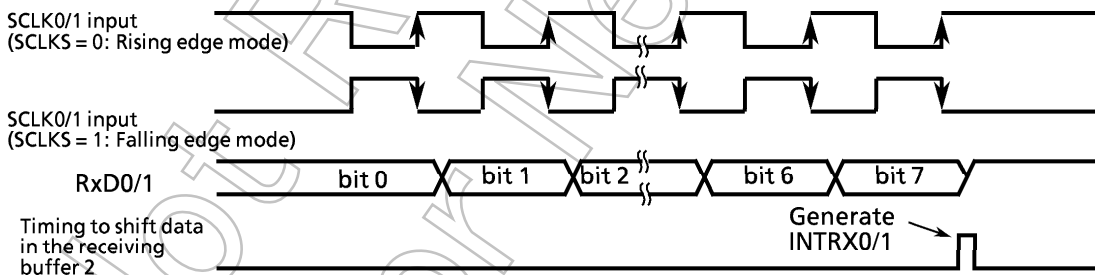 SCLK0/1 input
(SCLKS = 0: Rising edge mode)
SCLK0/1 input
(SCLKS = 1: Falling edge mode)
RxD0/1
bit 0
bit 1
bit 2
bit 6
bit 7
Timing to shift data
in the receiving
buffer 2
Generate
INTRX0/1